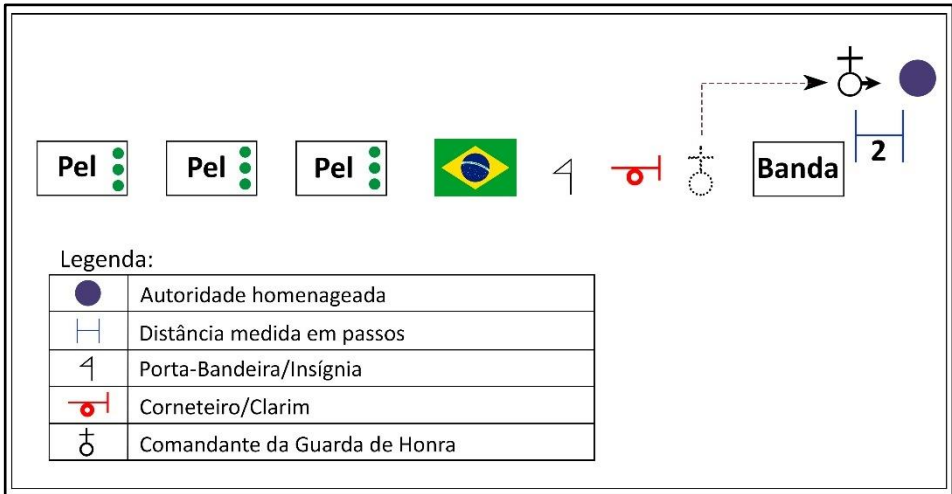 Pel Pel Pel Banda 2
Legenda:
Autoridade homenageada
Distância medida em passos
Porta-Bandeira/Insígnia
Corneteiro/Clarim
Comandante da Guarda de Honra